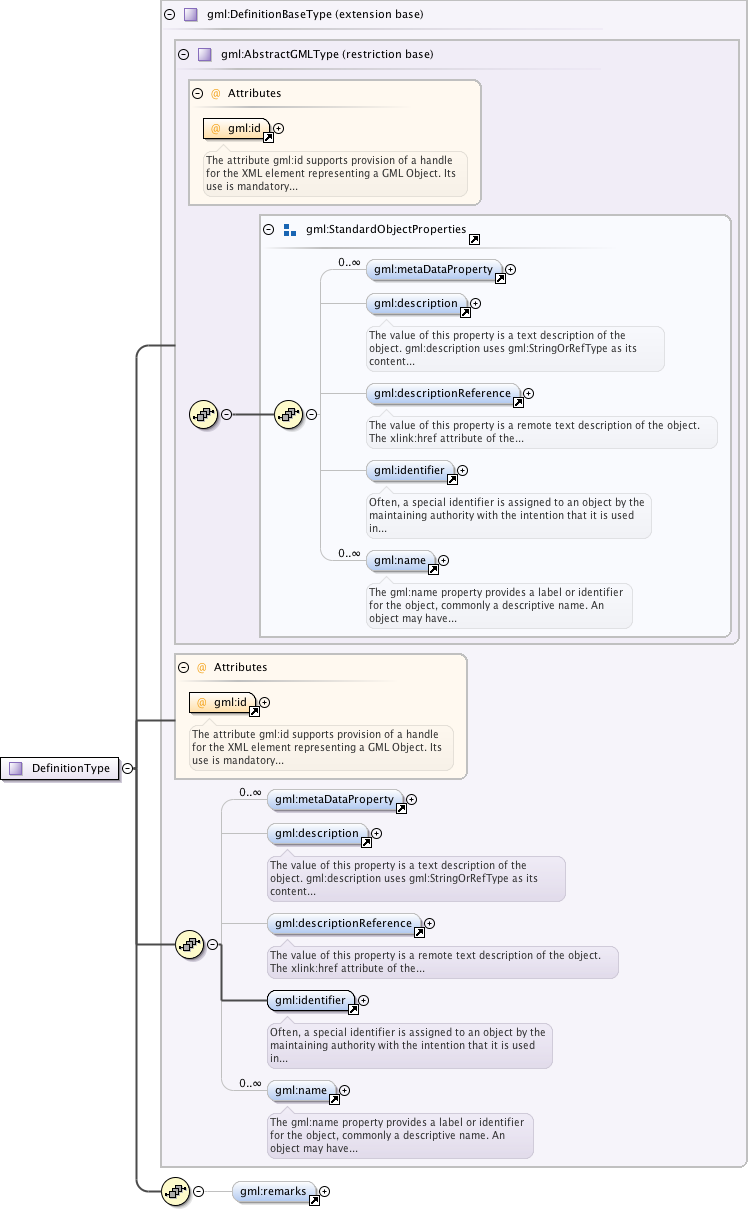 gml:DefinitionBaseType (extension base)
gml:AbstractGMLType (restriction base)
@ Attributes
@ gml:id
The attribute gml:id supports provision of a handle
for the XML element representing a GML Object. Its
use is mandatory...
gml:StandardObjectProperties
0..∞
gml:metaDataProperty
gml:description
The value of this property is a text description of the
object. gml:description uses gml:StringOrRefType as its
content...
gml:descriptionReference
The value of this property is a remote text description of the object.
The xlink:href attribute of the...
gml:identifier
Often, a special identifier is assigned to an object by the
maintaining authority with the intention that it is used
in...
0..∞
gml:name
The gml:name property provides a label or identifier
for the object, commonly a descriptive name. An
object may have...
@ Attributes
@ gml:id
The attribute gml:id supports provision of a handle
for the XML element representing a GML Object. Its
use is mandatory...
DefinitionType
0..∞
gml:metaDataProperty
gml:description
The value of this property is a text description of the
object. gml:description uses gml:StringOrRefType as its
content...
gml:descriptionReference
The value of this property is a remote text description of the object.
The xlink:href attribute of the...
gml:identifier
Often, a special identifier is assigned to an object by the
maintaining authority with the intention that it is used
in...
0..∞
gml:name
The gml:name property provides a label or identifier
for the object, commonly a descriptive name. An
object may have...
gml:remarks